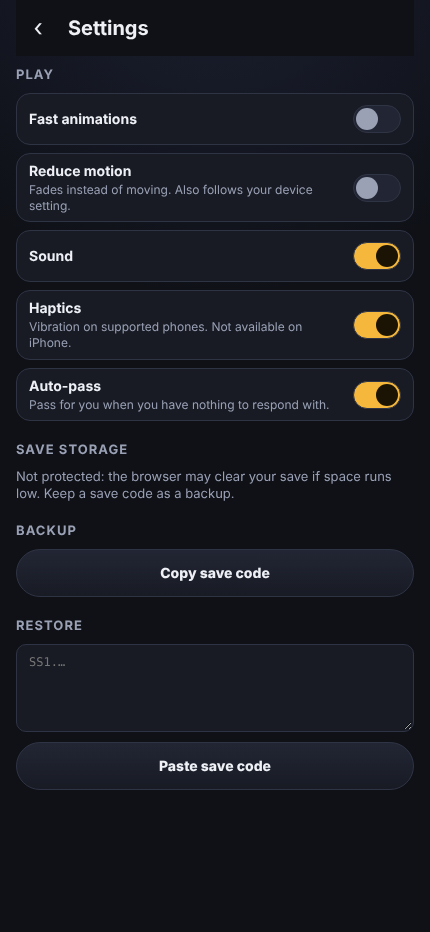 ‹ Settings
PLAY
Fast animations
Reduce motion
Fades instead of moving. Also follows your device
setting.
Sound
Haptics
Vibration on supported phones. Not available on
iPhone.
Auto-pass
Pass for you when you have nothing to respond with.
SAVE STORAGE
Not protected: the browser may clear your save if space runs
low. Keep a save code as a backup.
BACKUP
Copy save code
RESTORE
SS1.…
Paste save code